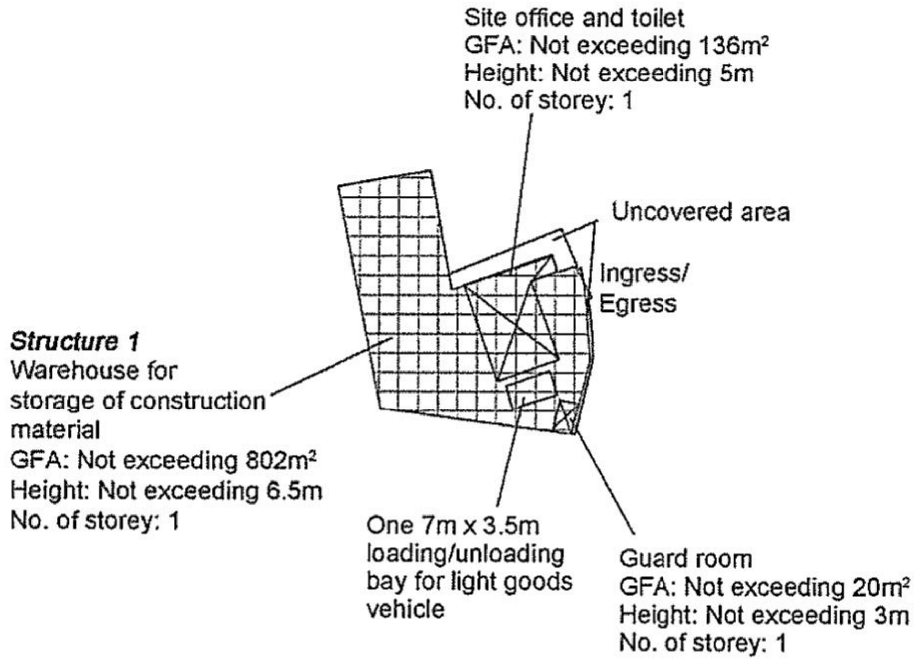 Site office and toilet
GFA: Not exceeding 136m²
Height: Not exceeding 5m
No. of storey: 1
Uncovered area
Ingress/
Egress
Structure 1
Warehouse for
storage of construction
material
GFA: Not exceeding 802m²
Height: Not exceeding 6.5m
No. of storey: 1
One 7m x 3.5m
loading/unloading
bay for light goods
vehicle
Guard room
GFA: Not exceeding 20m²
Height: Not exceeding 3m
No. of storey: 1